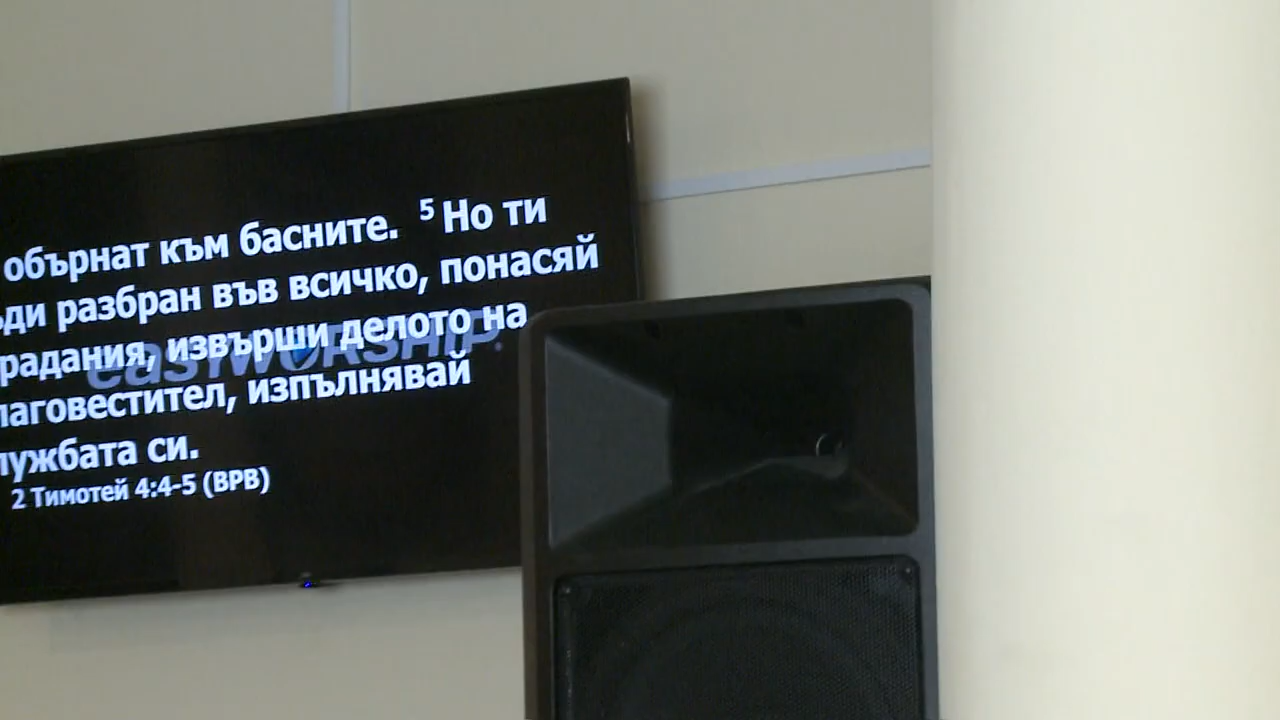 обърнат към басните. 5 Но ти
ди разбран във всичко, понасяй
радания, извърши делото на
easyworship.
лаговестител, изпълнявай
лужбата си.
2 Тимотей 4:4-5 (ВРВ)